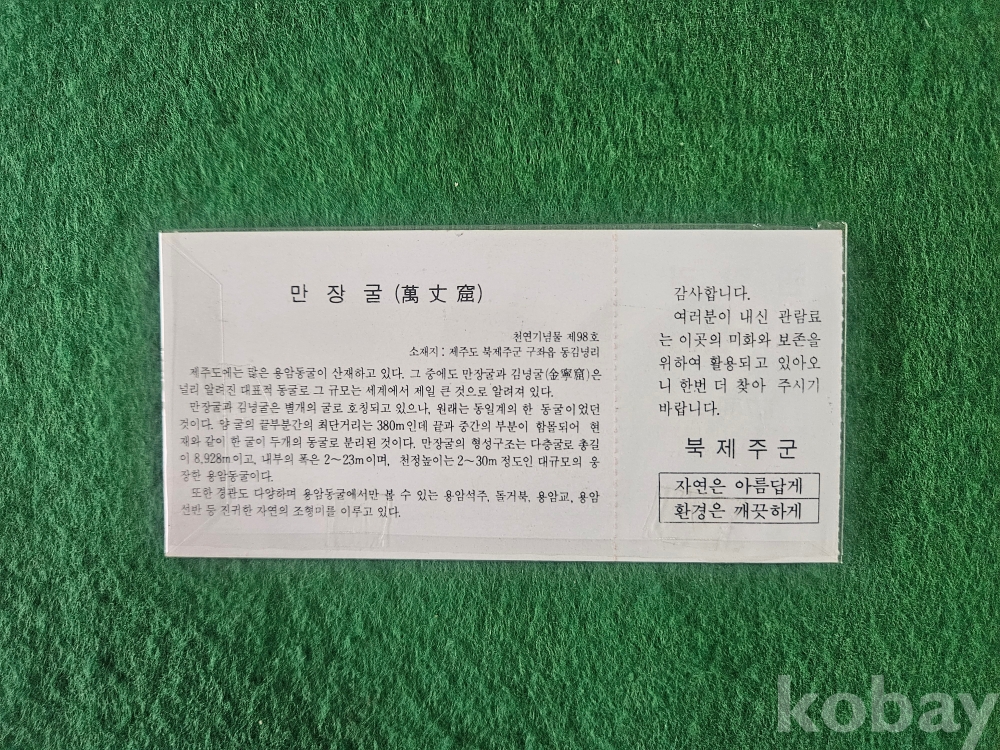 만 장 굴 (萬丈窟)
천연기념물 제98호
소재지 : 제주도 북제주군 구좌읍 동김녕리
제주도에는 많은 용암동굴이 산재하고 있다. 그 중에도 만장굴과 김녕굴(金寧窟)은
널리 알려진 대표적 동굴로 그 규모는 세계에서 제일 큰 것으로 알려져 있다.
만장굴과 김녕굴은 별개의 굴로 호칭되고 있으나, 원래는 동일계의 한 동굴이었던
것이다. 양 굴의 끝부분간의 최단거리는 380m인데 끝과 중간의 부분이 함몰되어 현
재와 같이 한 굴이 두개의 동굴로 분리된 것이다. 만장굴의 형성구조는 다층굴로 총길
이 8,928m이고, 내부의 폭은 2~23m이며, 천정높이는 2~30m 정도인 대규모의 웅
장한 용암동굴이다.
또한 경관도 다양하며 용암동굴에서만 볼 수 있는 용암석주, 돌거북, 용암교, 용암
선반 등 진귀한 자연의 조형미를 이루고 있다.
감사합니다.
여러분이 내신 관람료
는 이곳의 미화와 보존을
위하여 활용되고 있아오
니 한번 더 찾아 주시기
바랍니다.
북 제 주 군
자연은 아름답게
환경은 깨끗하게
kobay